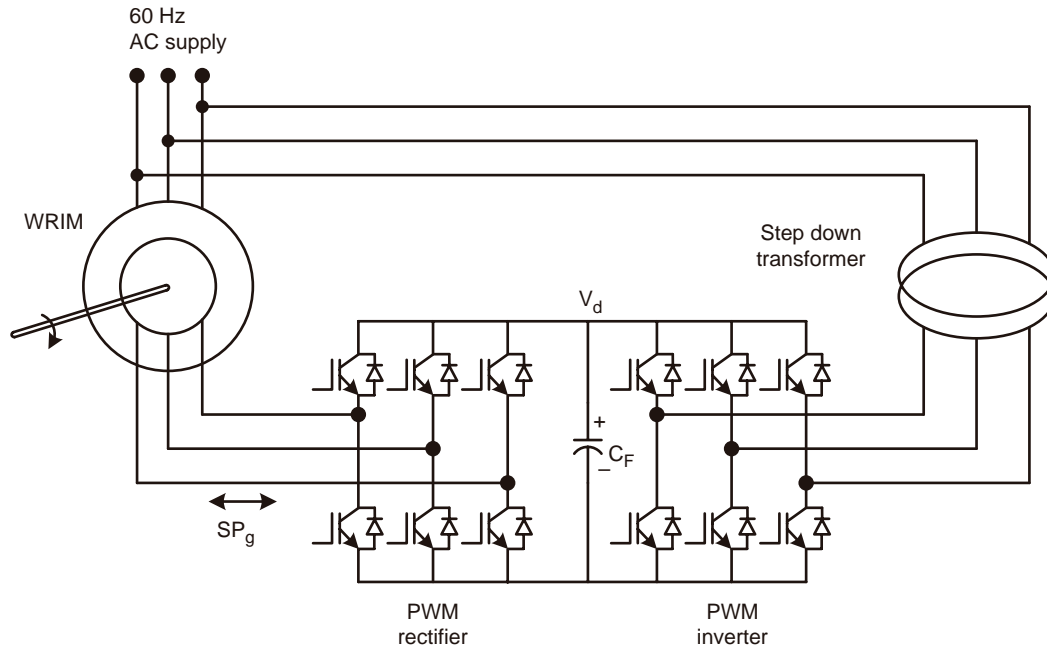 60 Hz
AC supply
WRIM
Step down
transformer
V_d
+
C_F
–
SP_g
PWM
rectifier
PWM
inverter